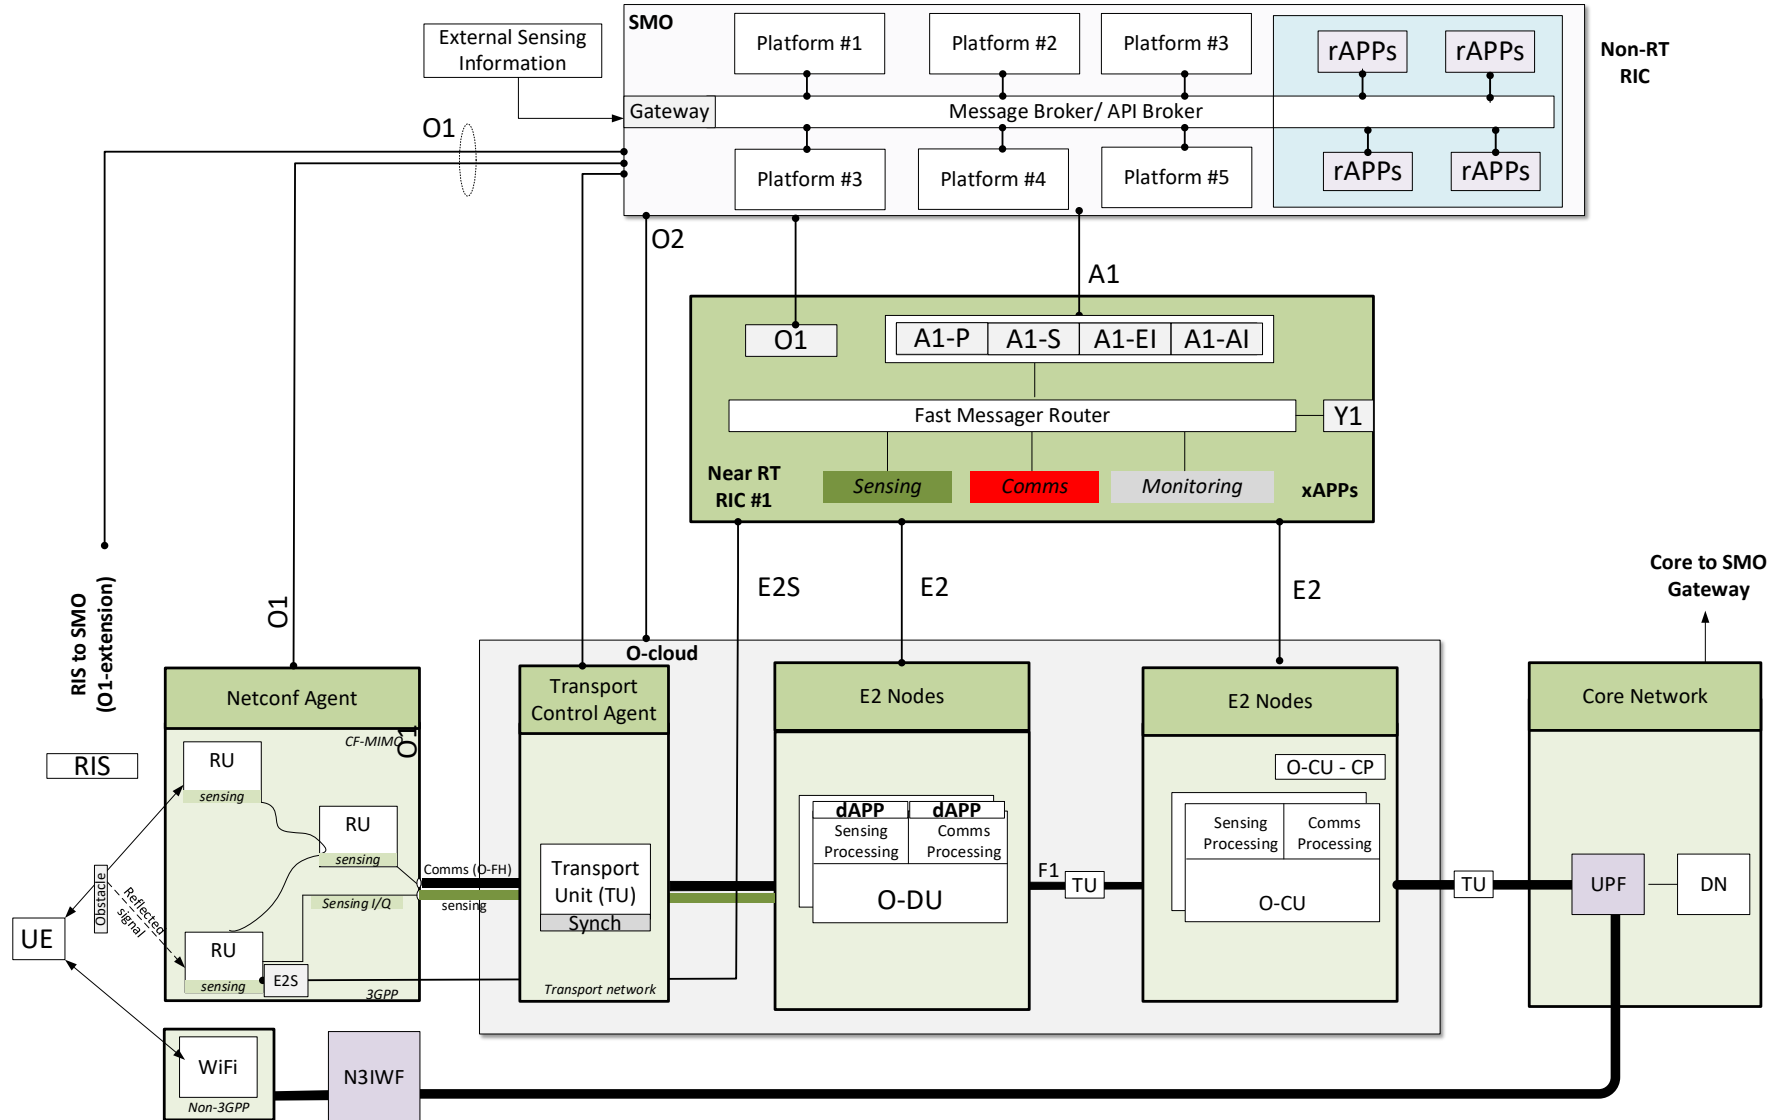 SMO
External Sensing
Information
Platform #1
Platform #2
Platform #3
rAPPs
rAPPs
Non-RT
RIC
Gateway
Message Broker/ API Broker
O1
Platform #3
Platform #4
Platform #5
rAPPs
rAPPs
O2
A1
O1
A1-P
A1-S
A1-EI
A1-AI
Fast Messager Router
Y1
Near RT
RIC #1
Sensing
Comms
Monitoring
xAPPs
RIS to SMO
(O1-extension)
O1
E2S
E2
E2
Core to SMO
Gateway
O-cloud
Netconf Agent
Transport
Control Agent
E2 Nodes
E2 Nodes
Core Network
CF-MIMO
O1
RIS
RU
sensing
RU
sensing
O-CU - CP
dAPP
dAPP
Sensing
Processing
Comms
Processing
Sensing
Processing
Comms
Processing
Comms (O-FH)
sensing
Sensing I/Q
Transport
Unit (TU)
Synch
O-DU
F1
TU
O-CU
TU
UPF
DN
Obstacle
Reflected
signal
UE
RU
sensing
E2S
3GPP
Transport network
WiFi
Non-3GPP
N3IWF